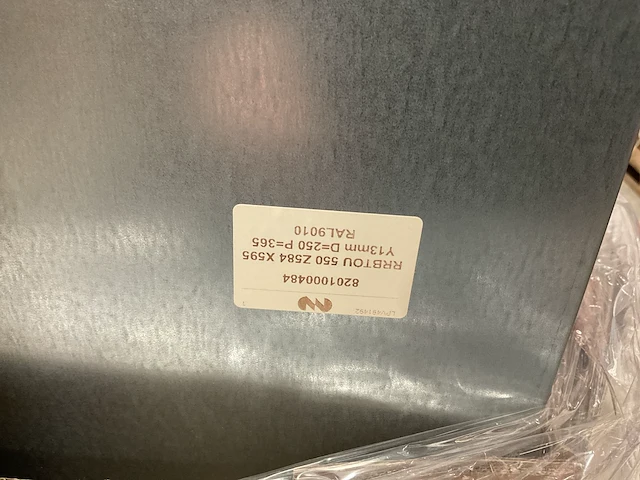 8201000484
RRBTOU 550 Z584 X595
Y13mm D=250 P=365
RAL9010